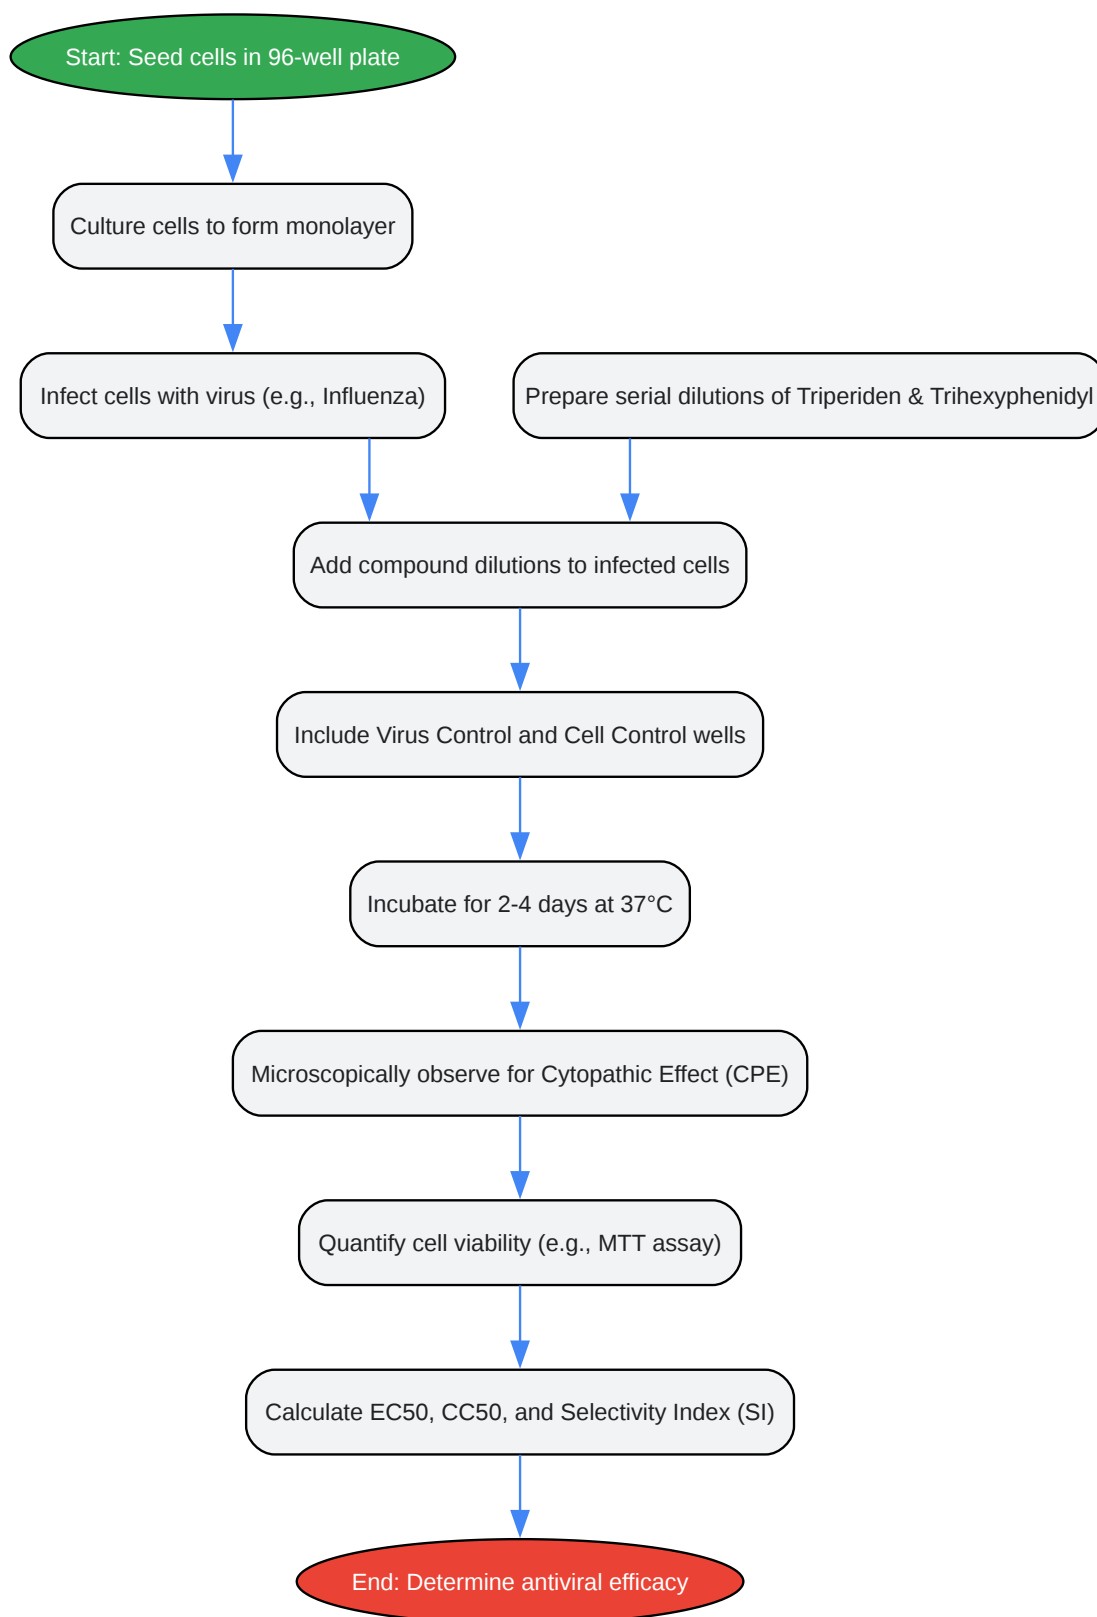 Start: Seed cells in 96-well plate
Culture cells to form monolayer
Infect cells with virus (e.g., Influenza)
Prepare serial dilutions of Triperiden & Trihexyphenidyl
Add compound dilutions to infected cells
Include Virus Control and Cell Control wells
Incubate for 2-4 days at 37°C
Microscopically observe for Cytopathic Effect (CPE)
Quantify cell viability (e.g., MTT assay)
Calculate EC50, CC50, and Selectivity Index (SI)
End: Determine antiviral efficacy